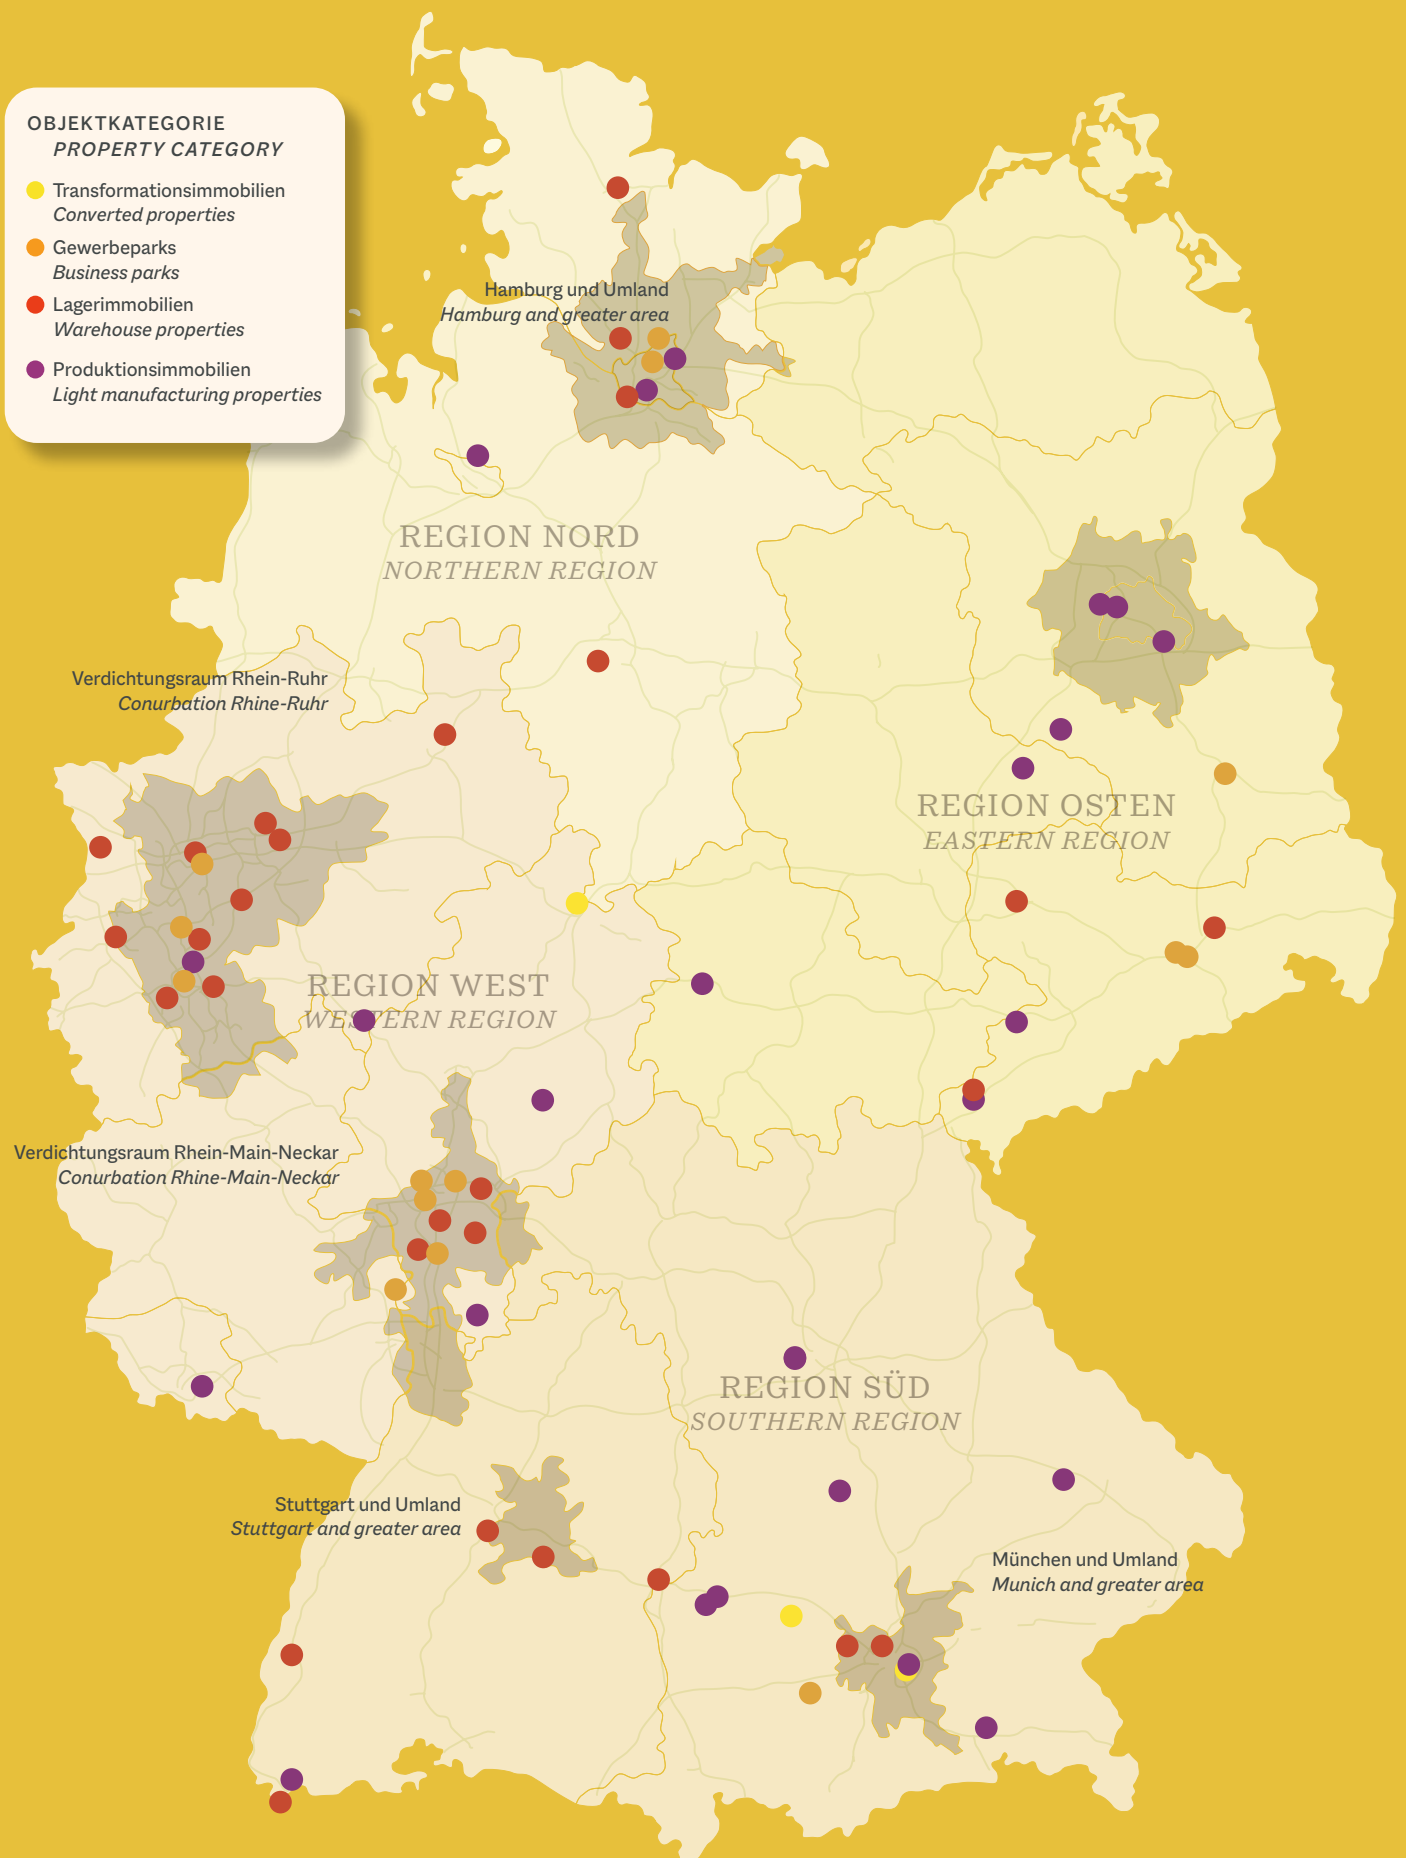 OBJEKTKATEGORIE
PROPERTY CATEGORY
Transformationsimmobilien
Converted properties
Gewerbeparks
Business parks
Lagerimmobilien
Warehouse properties
Produktionsimmobilien
Light manufacturing properties
Hamburg und Umland
Hamburg and greater area
REGION NORD
NORTHERN REGION
Verdichtungsraum Rhein-Ruhr
Conurbation Rhine-Ruhr
REGION OSTEN
EASTERN REGION
REGION WEST
WESTERN REGION
Verdichtungsraum Rhein-Main-Neckar
Conurbation Rhine-Main-Neckar
REGION SÜD
SOUTHERN REGION
Stuttgart und Umland
Stuttgart and greater area
München und Umland
Munich and greater area